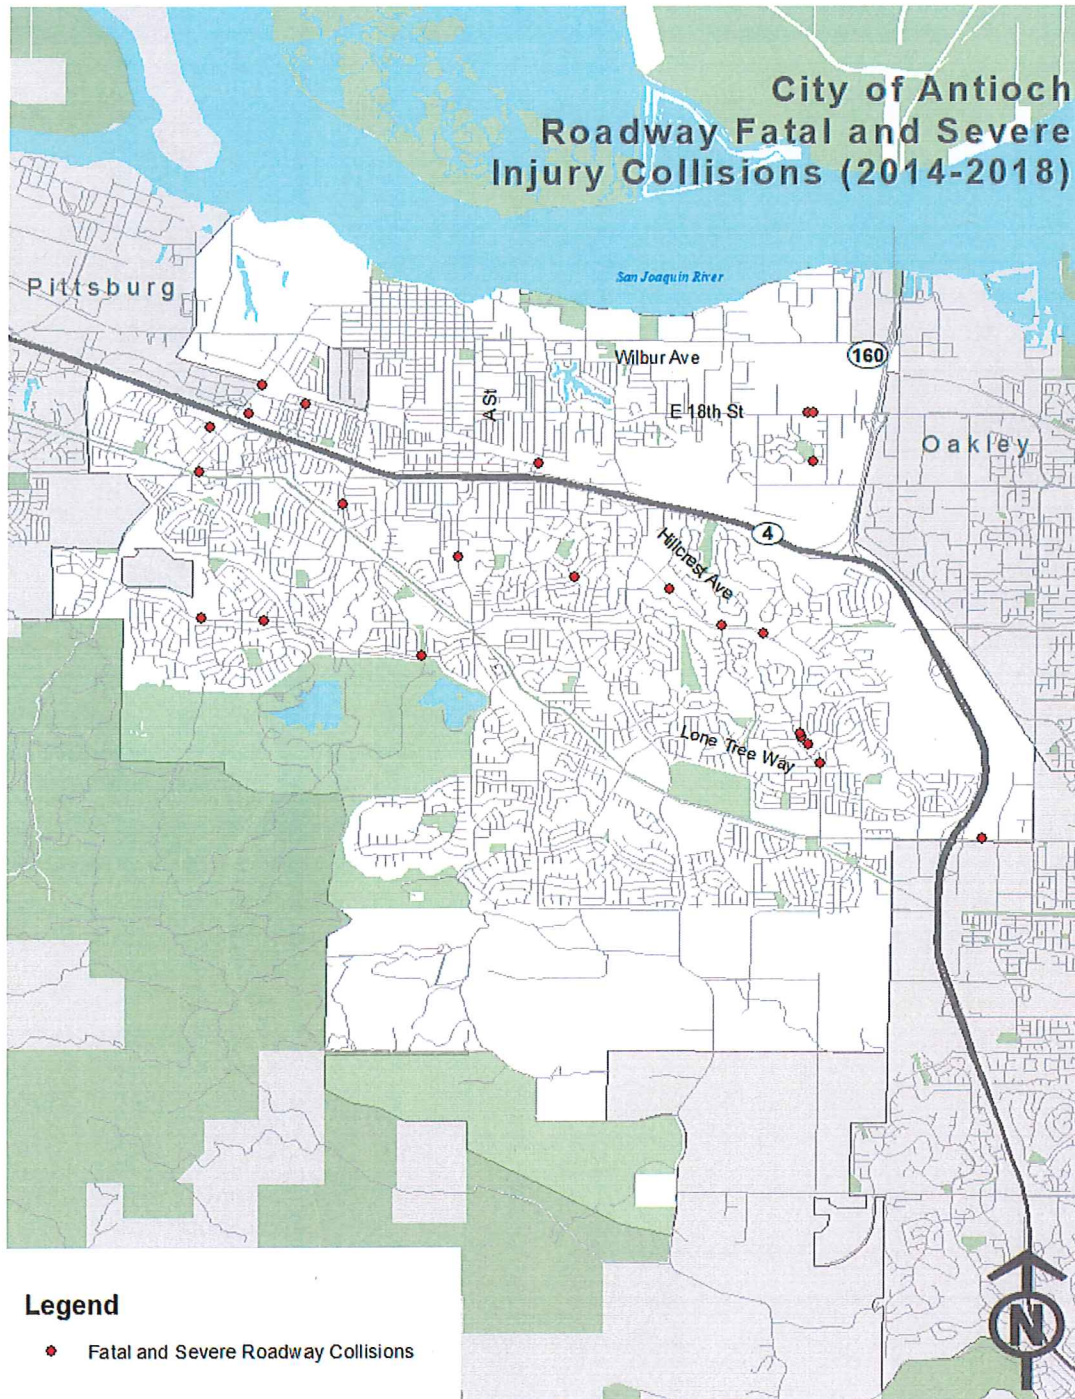 City of Antioch
Roadway Fatal and Severe
Injury Collisions (2014-2018)
Pittsburg
San Joaquin River
Wilbur Ave
160
A St
E 18th St
Oakley
4
Hillcrest Ave
Lone Tree Way
Legend
Fatal and Severe Roadway Collisions
N